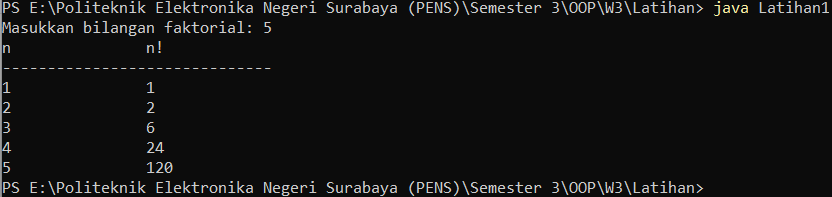 PS E:\Politeknik Elektronika Negeri Surabaya (PENS)\Semester 3\OOP\W3\Latihan> java Latihan1
Masukkan bilangan faktorial: 5
n               n!
------------------------------
1               1
2               2
3               6
4               24
5               120
PS E:\Politeknik Elektronika Negeri Surabaya (PENS)\Semester 3\OOP\W3\Latihan>